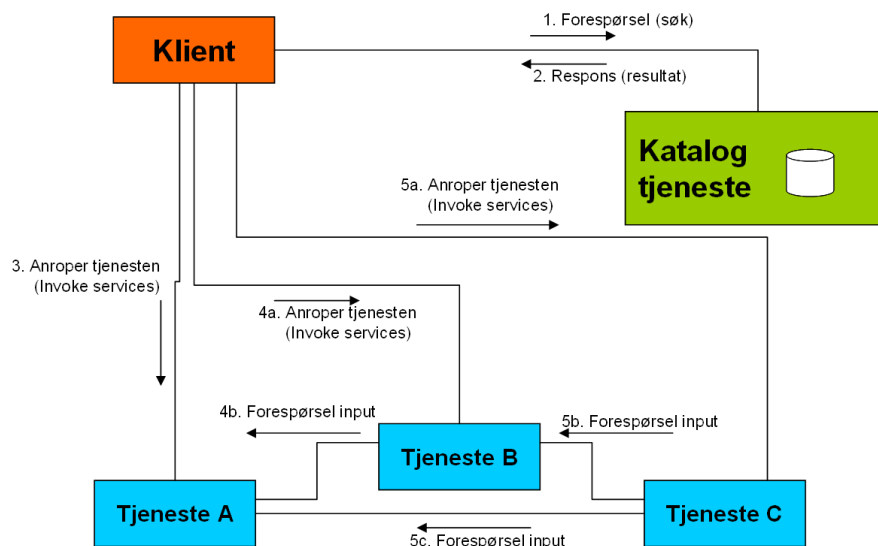 1. Forespørsel (søk)
Klient
2. Respons (resultat)
Katalog
tjeneste
5a. Anroper tjenesten
(Invoke services)
3. Anroper tjenesten
(Invoke services)
4a. Anroper tjenesten
(Invoke services)
4b. Forespørsel input
5b. Forespørsel input
Tjeneste B
Tjeneste A
Tjeneste C
5c. Forespørsel input